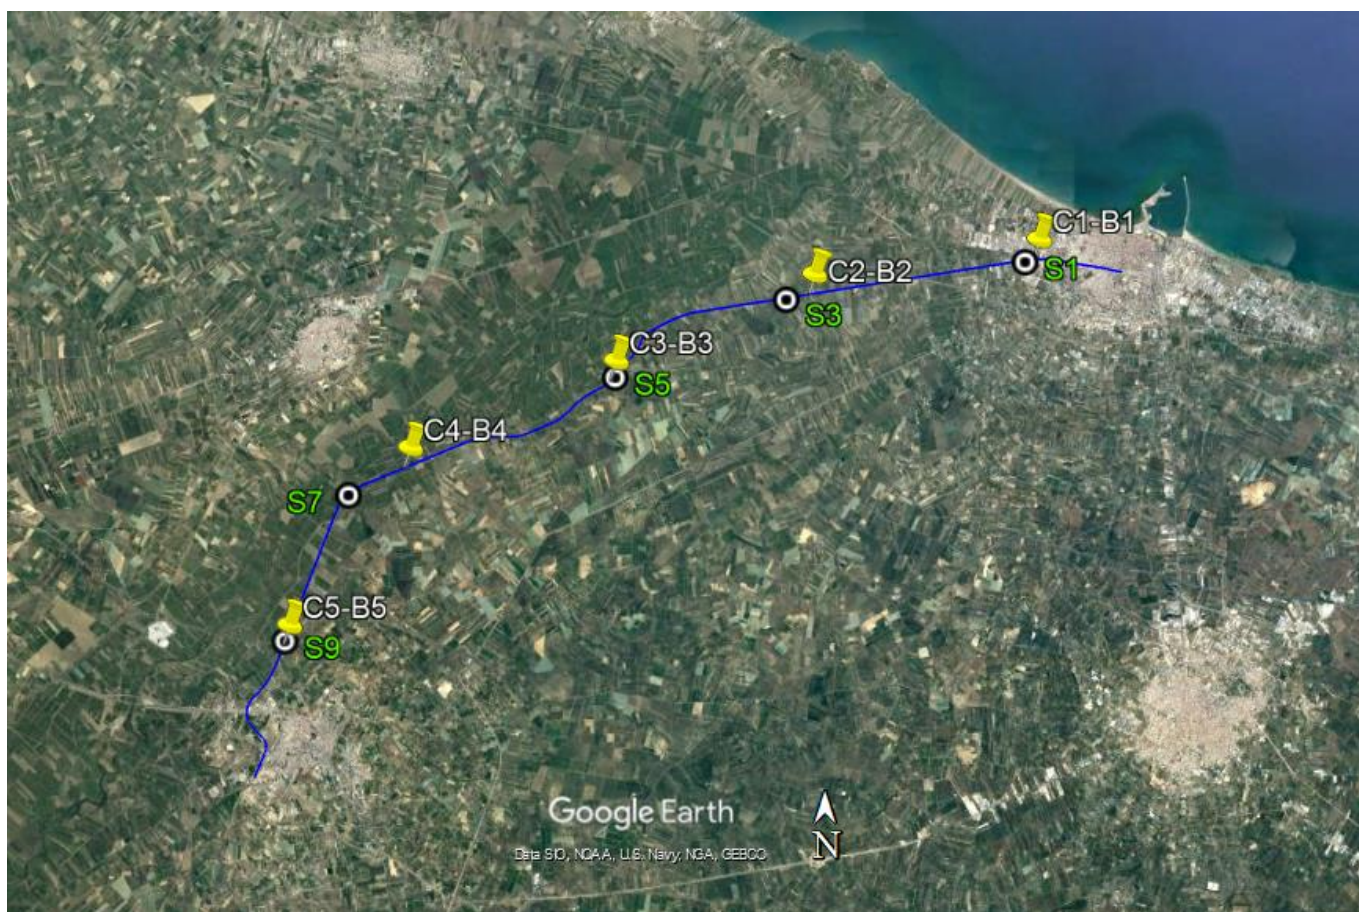 C1-B1
S1
C2-B2
S3
C3-B3
S5
C4-B4
S7
C5-B5
S9
Google Earth
N
Data SIO, NOAA, U.S. Navy, NGA, GEBCO